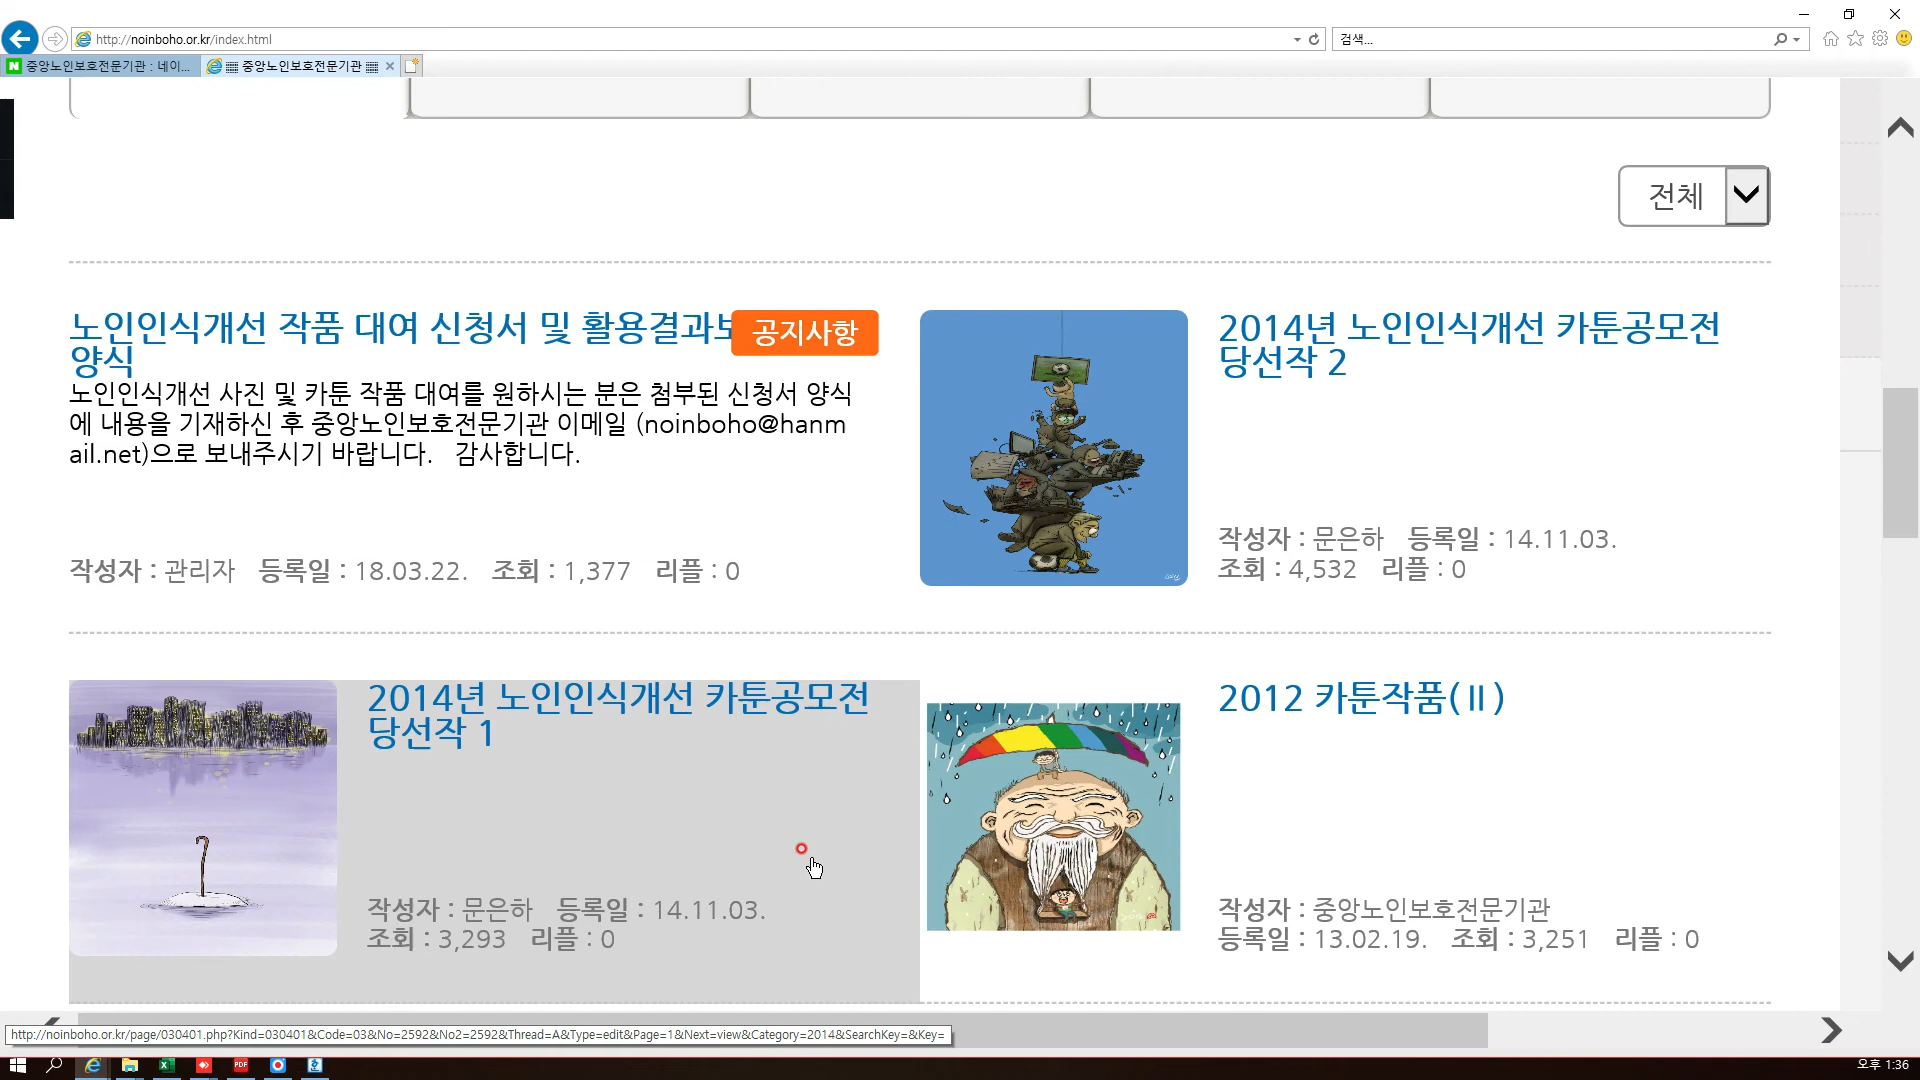 http://noinboho.or.kr/index.html
검색...
중앙노인보호전문기관 : 네이...
중앙노인보호전문기관
전체
노인인식개선 작품 대여 신청서 및 활용결과보
공지사항
양식
노인인식개선 사진 및 카툰 작품 대여를 원하시는 분은 첨부된 신청서 양식
에 내용을 기재하신 후 중앙노인보호전문기관 이메일 (noinboho@hanm
ail.net)으로 보내주시기 바랍니다.   감사합니다.
작성자 : 관리자 등록일 : 18.03.22. 조회 : 1,377 리플 : 0
2014년 노인인식개선 카툰공모전
당선작 2
작성자 : 문은하 등록일 : 14.11.03.
조회 : 4,532 리플 : 0
2014년 노인인식개선 카툰공모전
당선작 1
작성자 : 문은하 등록일 : 14.11.03.
조회 : 3,293 리플 : 0
2012 카툰작품(Ⅱ)
작성자 : 중앙노인보호전문기관
등록일 : 13.02.19. 조회 : 3,251 리플 : 0
http://noinboho.or.kr/page/030401.php?Kind=030401&Code=03&No=2592&No2=2592&Thread=A&Type=edit&Page=1&Next=view&Category=2014&SearchKey=&Key=
오후 1:36